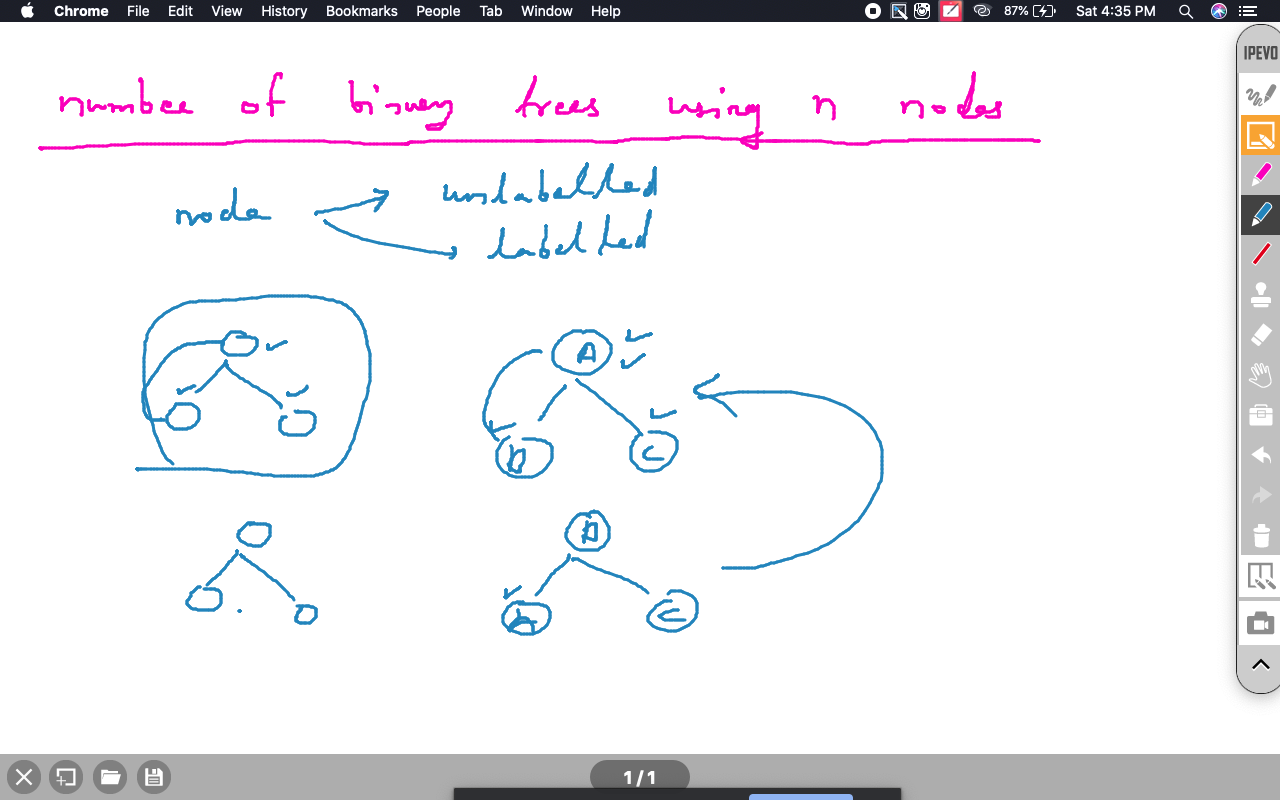 Chrome File Edit View History Bookmarks People Tab Window Help 87% Sat 4:35 PM
IPEVO
number of binary trees using n nodes
node unlabelled
labelled
A
B C
B
A C
1/1